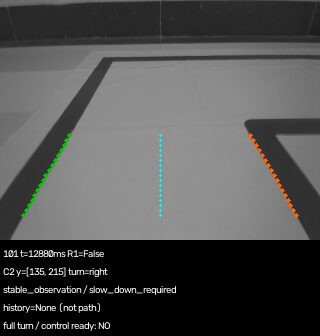 101 t=12880ms R1=False
C2 y=[135, 215] turn=right
stable_observation / slow_down_required
history=None (not path)
full turn / control ready: NO